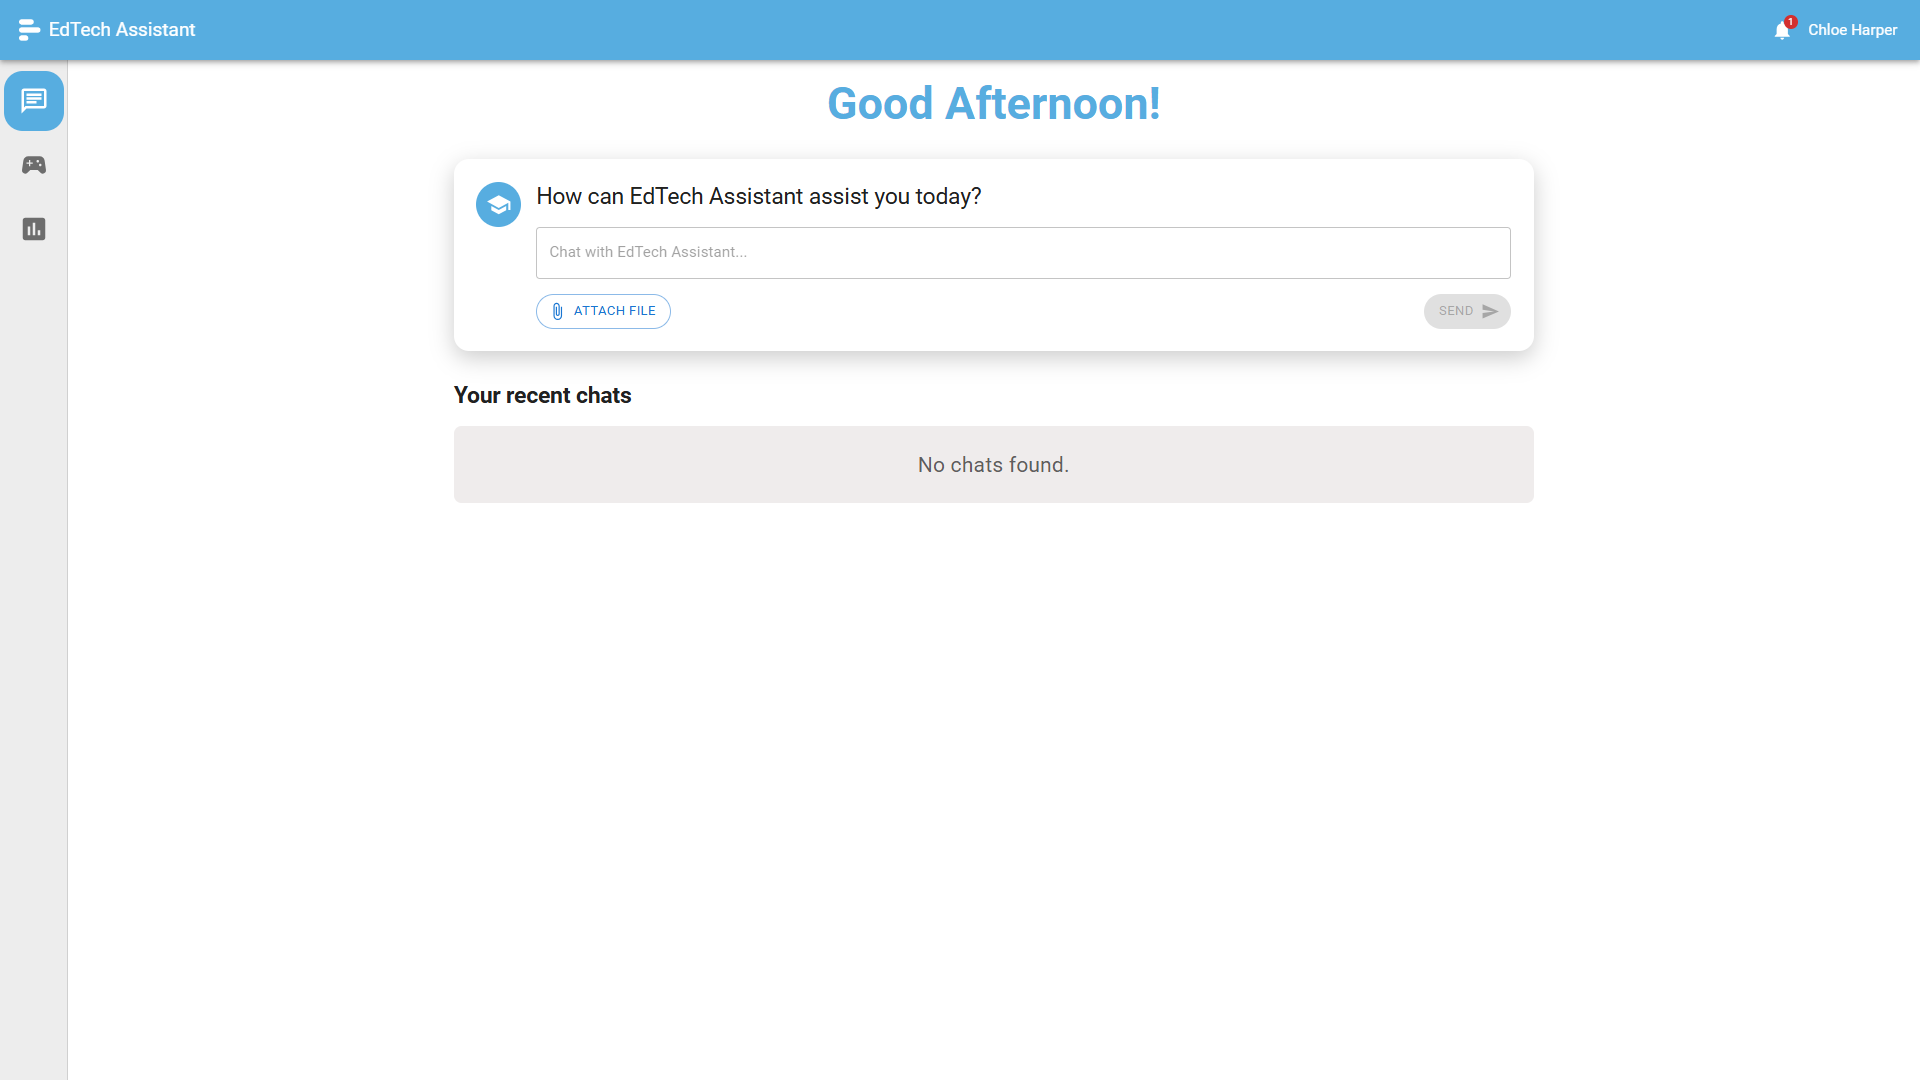 EdTech Assistant
1
Chloe Harper
Good Afternoon!
How can EdTech Assistant assist you today?
Chat with EdTech Assistant...
ATTACH FILE
SEND
Your recent chats
No chats found.